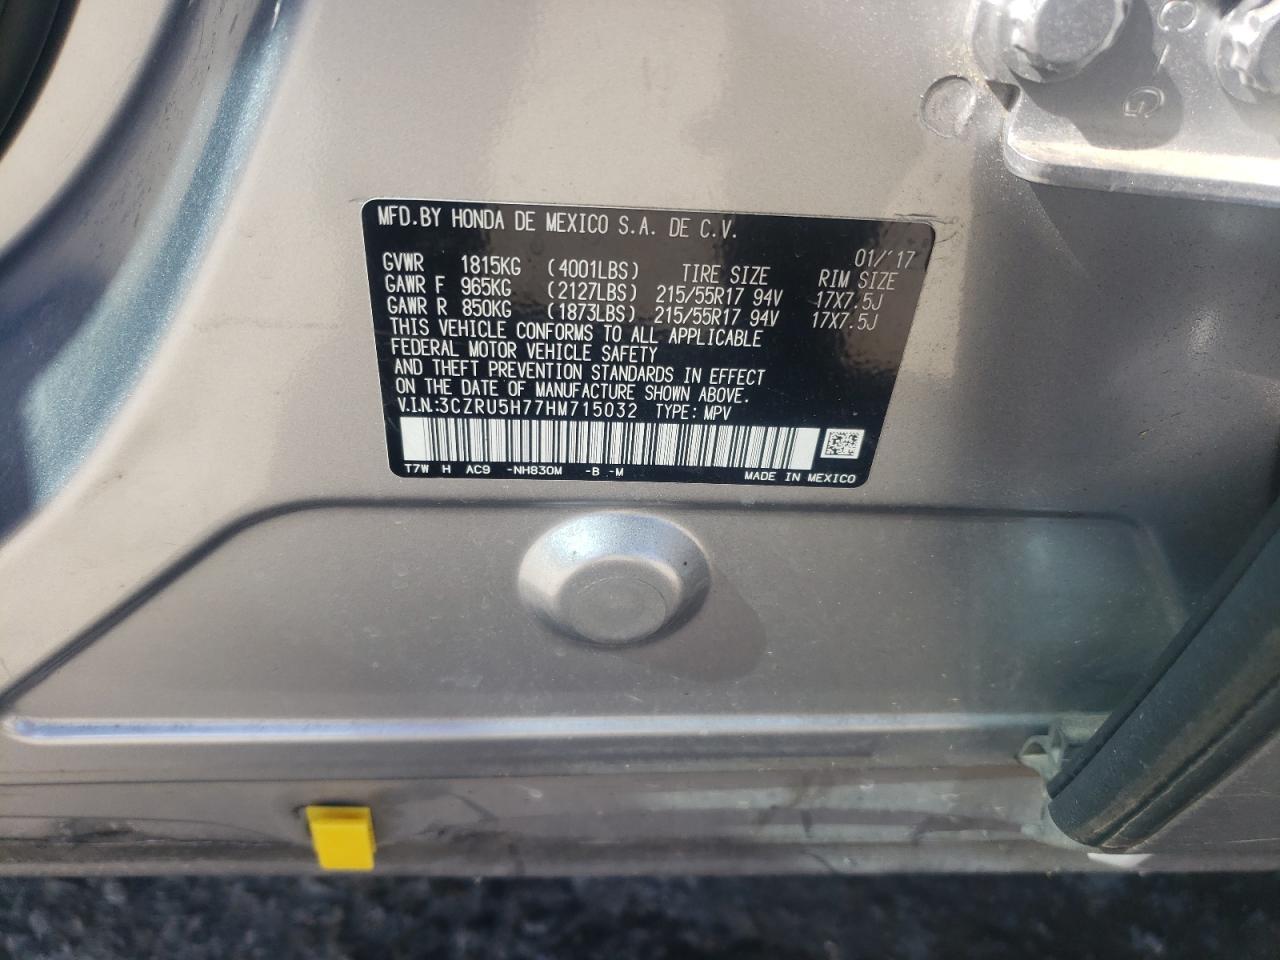 MFD.BY HONDA DE MEXICO S.A. DE C.V.
01/'17
GVWR 1815KG (4001LBS) TIRE SIZE RIM SIZE
GAWR F 965KG (2127LBS) 215/55R17 94V 17X7.5J
GAWR R 850KG (1873LBS) 215/55R17 94V 17X7.5J
THIS VEHICLE CONFORMS TO ALL APPLICABLE
FEDERAL MOTOR VEHICLE SAFETY
AND THEFT PREVENTION STANDARDS IN EFFECT
ON THE DATE OF MANUFACTURE SHOWN ABOVE.
V.I.N:3CZRU5H77HM715032 TYPE: MPV
T7W H AC9 -NH830M -B -M MADE IN MEXICO